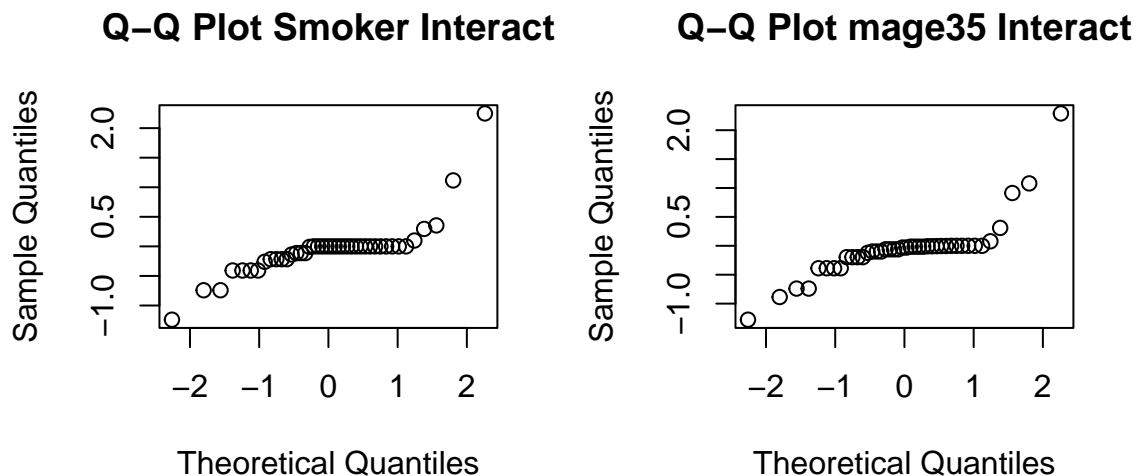 Q−Q Plot Smoker Interact
Sample Quantiles
2.0
0.5
−1.0
−2 −1 0 1 2
Theoretical Quantiles
Q−Q Plot mage35 Interact
Sample Quantiles
2.0
0.5
−1.0
−2 −1 0 1 2
Theoretical Quantiles